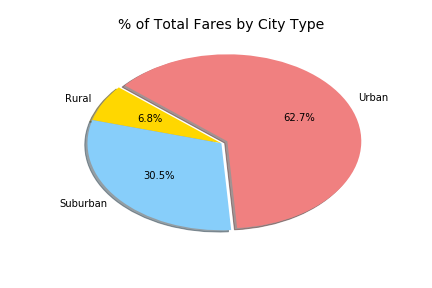 % of Total Fares by City Type
Urban
Rural
62.7%
6.8%
30.5%
Suburban